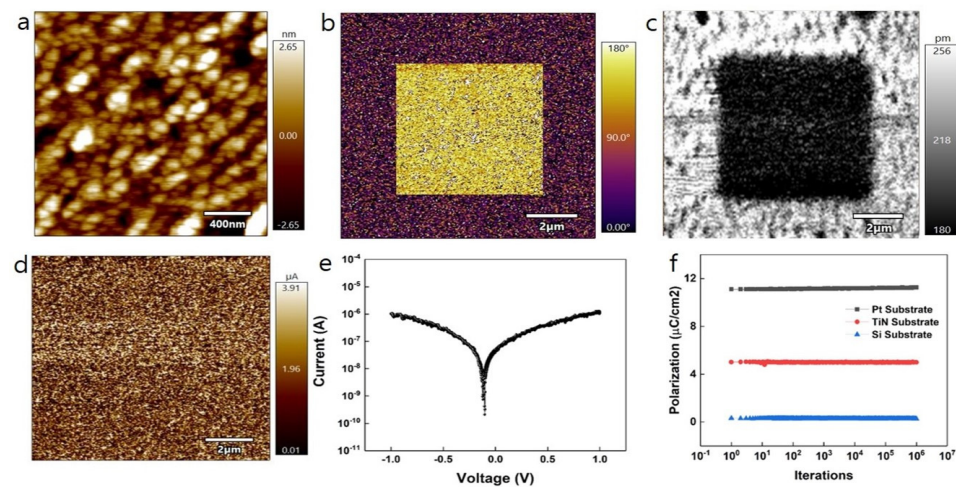 a
nm
2.65
0.00
-2.65
400nm
b
180°
90.0°
0.00°
2μm
c
pm
256
218
180
2μm
d
μA
3.91
1.96
0.01
2μm
e
10⁻⁴
10⁻⁵
10⁻⁶
10⁻⁷
10⁻⁸
10⁻⁹
10⁻¹⁰
10⁻¹¹
Current (A)
-1.0 -0.5 0.0 0.5 1.0
Voltage (V)
f
12
8
4
0
Polarization (μC/cm2)
Pt Substrate
TiN Substrate
Si Substrate
10⁻¹ 10⁰ 10¹ 10² 10³ 10⁴ 10⁵ 10⁶ 10⁷
Iterations